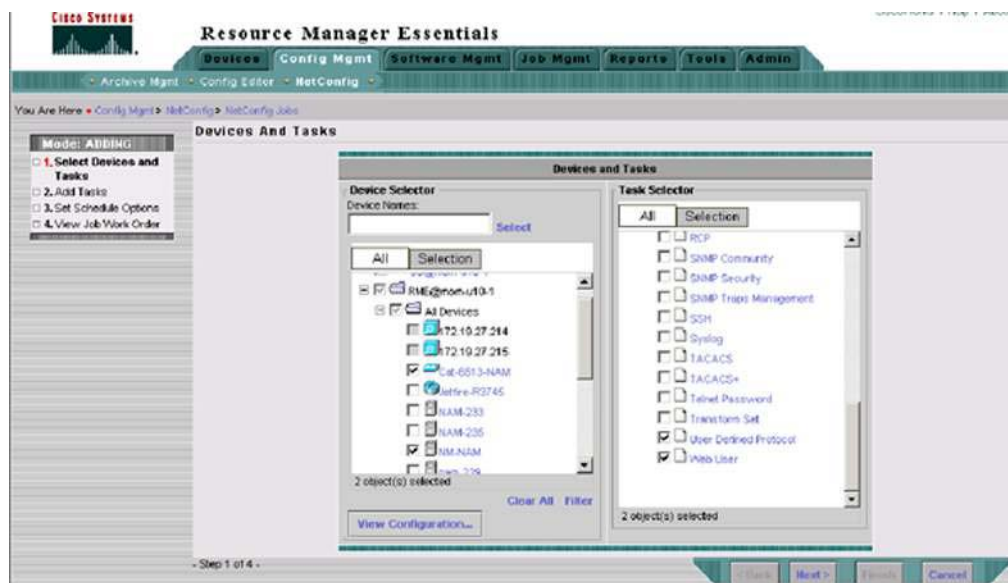 Cisco Systems
Resource Manager Essentials
Devices Config Mgmt Software Mgmt Job Mgmt Reports Tools Admin
Archive Mgmt Config Editor NetConfig
You Are Here Config Mgmt > NetConfig > NetConfig Jobs
Mode: ADDING
1. Select Devices and Tasks
2. Add Tasks
3. Set Schedule Options
4. View Job Work Order
Devices And Tasks
Devices and Tasks
Device Selector
Device Names:
Select
All Selection
RME@nom-u10-1
All Devices
172.19.27.214
172.19.27.215
Cat-6513-NAM
Jetfire-R3745
NAM-233
NAM-235
NM-NAM
2 object(s) selected
Clear All Filter
View Configuration...
Task Selector
All Selection
RCP
SNMP Community
SNMP Security
SNMP Traps Management
SSH
Syslog
TACACS
TACACS+
Telnet Password
Transform Set
User Defined Protocol
Web User
2 object(s) selected
- Step 1 of 4 -
< Back Next > Finish Cancel